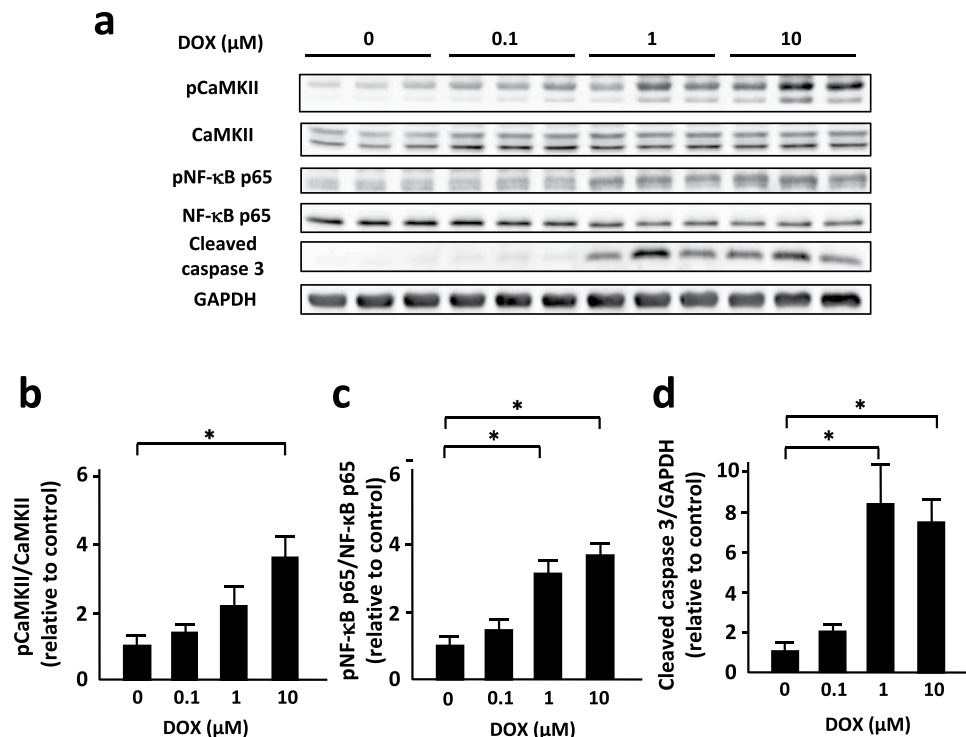 a
DOX (μM) 0 0.1 1 10
pCaMKII
CaMKII
pNF-κB p65
NF-κB p65
Cleaved
caspase 3
GAPDH
b
*
pCaMKII/CaMKII
(relative to control)
6
4
2
0
0 0.1 1 10
DOX (μM)
c
*
*
pNF-κB p65/NF-κB p65
(relative to control)
6
4
2
0
0 0.1 1 10
DOX (μM)
d
*
*
Cleaved caspase 3/GAPDH
(relative to control)
10
8
6
4
2
0
0 0.1 1 10
DOX (μM)